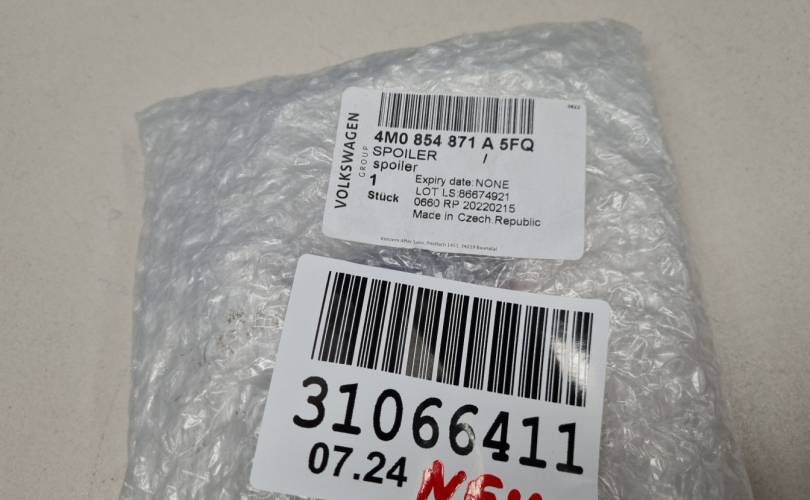 VOLKSWAGEN
GROUP
4M0 854 871 A 5FQ
SPOILER /
spoiler
1
Stück
Expiry date:NONE
LOT LS:86674921
0660 RP 20220215
Made in Czech Republic
31066411
07.24
NEW